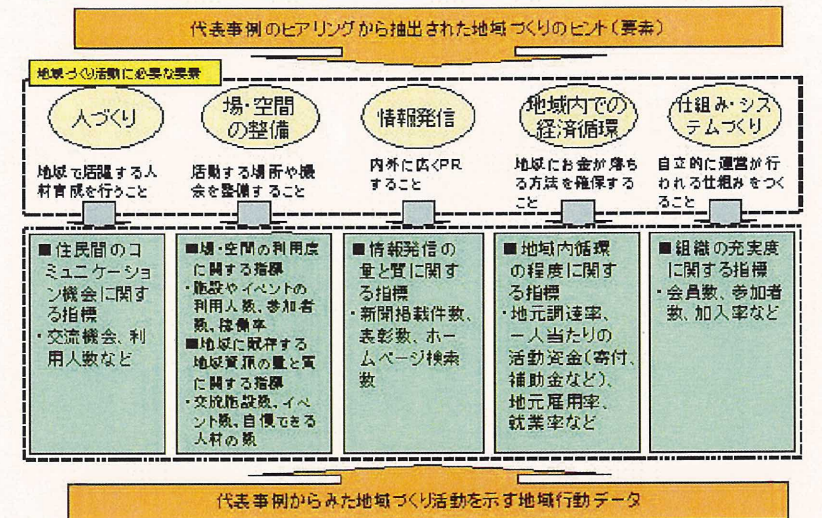 代表事例のヒアリングから抽出された地域づくりのヒント(要素)
地域づくり活動に必要な要素
人づくり
地域で活躍する人
材育成を行うこと
場・空間
の整備
活動する場所や機
会を整備すること
情報発信
内外に広くPR
すること
地域内での
経済循環
地域にお金が落ち
る方法を確保する
こと
仕組み・シス
テムづくり
自立的に運営が行
われる仕組みをつく
ること
■住民間のコ
ミュニケーショ
ン機会に関す
る指標
・交流機会、利
用人数など
■場・空間の利用度
に関する指標
・施設やイベントの
利用人数、参加者
数、稼働率
■地域に既存する
地域資源の量と質
に関する指標
・交流施設数、イベ
ント数、自慢できる
人材の数
■情報発信の
量と質に関す
る指標
・新聞掲載件数、
表彰数、ホー
ムページ検索
数
■地域内循環
の程度に関す
る指標
・地元調達率、
一人当たりの
活動資金(寄付、
補助金など)、
地元雇用率、
就業率など
■組織の充実度
に関する指標
・会員数、参加者
数、加入率など
代表事例からみた地域づくり活動を示す地域行動データ